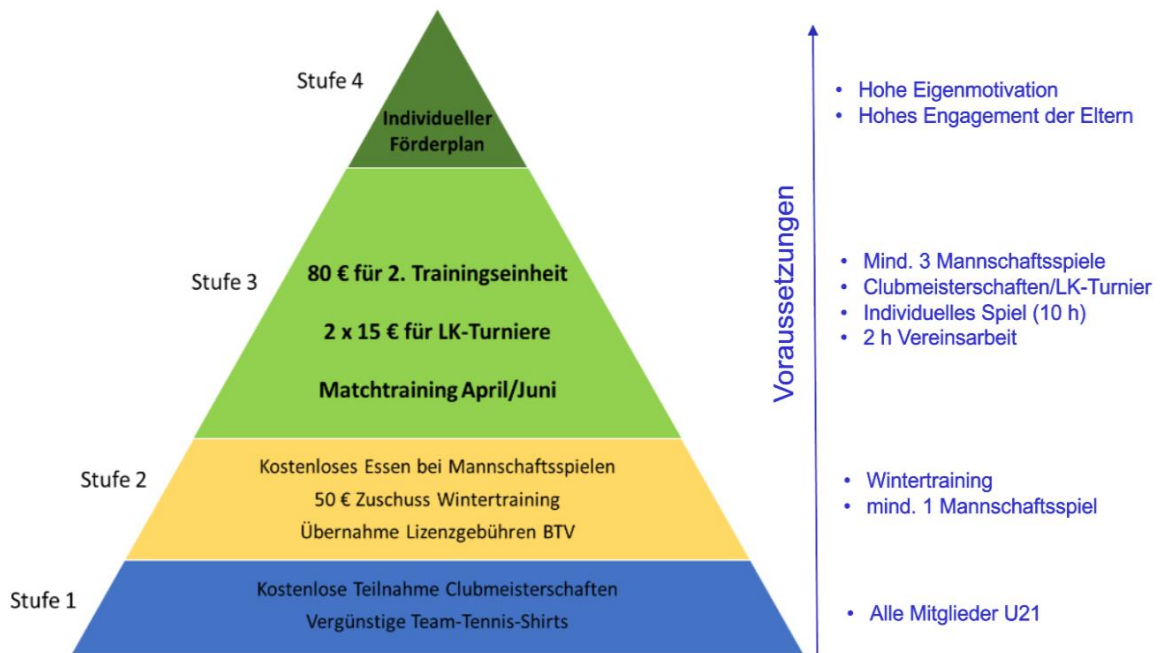 Stufe 4
Individueller
Förderplan
• Hohe Eigenmotivation
• Hohes Engagement der Eltern
Stufe 3
80 € für 2. Trainingseinheit
2 x 15 € für LK-Turniere
Matchtraining April/Juni
• Mind. 3 Mannschaftsspiele
• Clubmeisterschaften/LK-Turnier
• Individuelles Spiel (10 h)
• 2 h Vereinsarbeit
Stufe 2
Kostenloses Essen bei Mannschaftsspielen
50 € Zuschuss Wintertraining
Übernahme Lizenzgebühren BTV
• Wintertraining
• mind. 1 Mannschaftsspiel
Stufe 1
Kostenlose Teilnahme Clubmeisterschaften
Vergünstige Team-Tennis-Shirts
• Alle Mitglieder U21
Voraussetzungen